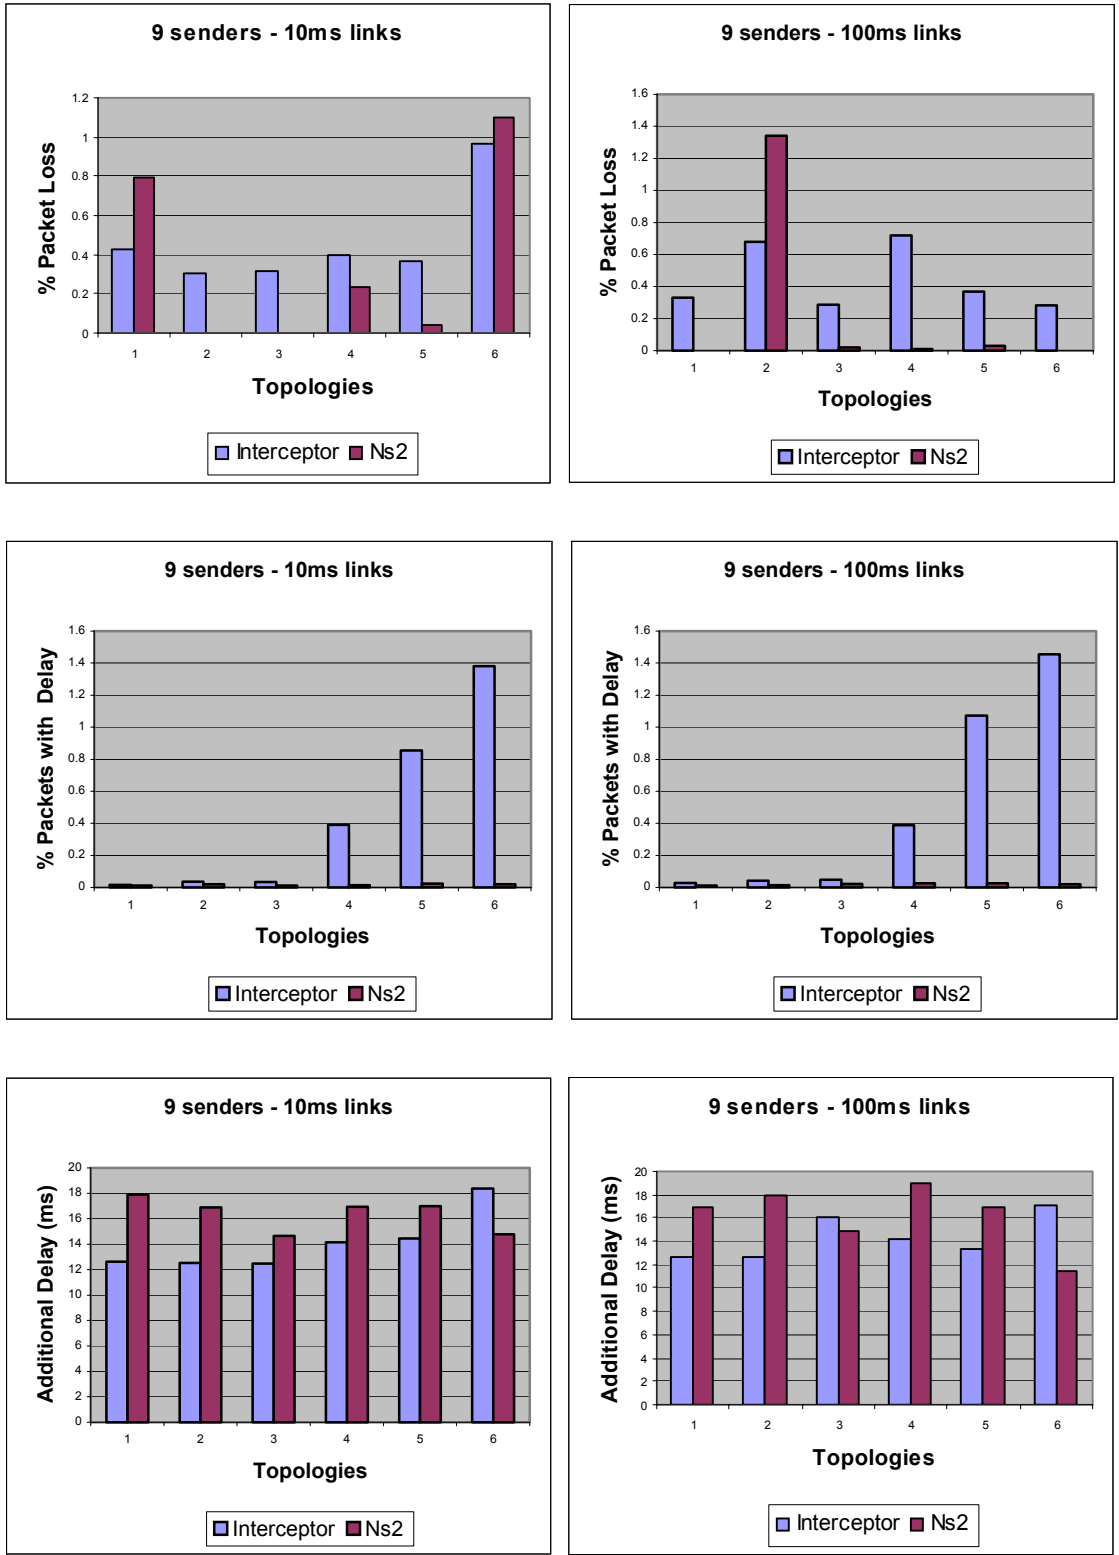 9 senders - 10ms links
% Packet Loss
1.2
1
0.8
0.6
0.4
0.2
0
1 2 3 4 5 6
Topologies
Interceptor Ns2
9 senders - 100ms links
% Packet Loss
1.6
1.4
1.2
1
0.8
0.6
0.4
0.2
0
1 2 3 4 5 6
Topologies
Interceptor Ns2
9 senders - 10ms links
% Packets with Delay
1.6
1.4
1.2
1
0.8
0.6
0.4
0.2
0
1 2 3 4 5 6
Topologies
Interceptor Ns2
9 senders - 100ms links
% Packets with Delay
1.6
1.4
1.2
1
0.8
0.6
0.4
0.2
0
1 2 3 4 5 6
Topologies
Interceptor Ns2
9 senders - 10ms links
Additional Delay (ms)
20
18
16
14
12
10
8
6
4
2
0
1 2 3 4 5 6
Topologies
Interceptor Ns2
9 senders - 100ms links
Additional Delay (ms)
20
18
16
14
12
10
8
6
4
2
0
1 2 3 4 5 6
Topologies
Interceptor Ns2